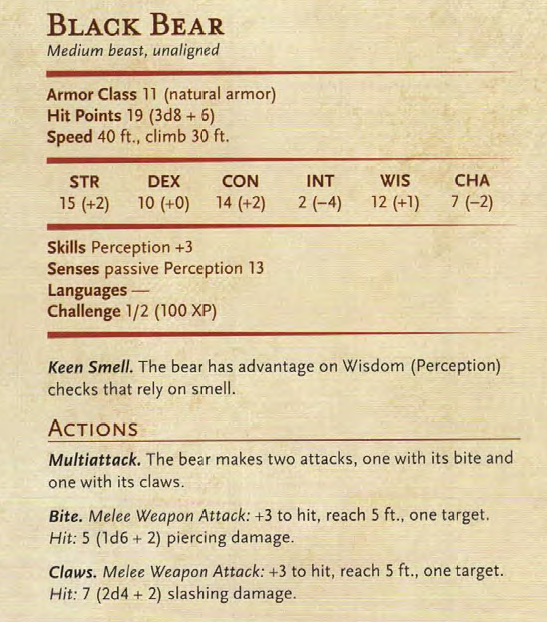 BLACK BEAR
Medium beast, unaligned
Armor Class 11 (natural armor)
Hit Points 19 (3d8 + 6)
Speed 40 ft., climb 30 ft.
STR DEX CON INT WIS CHA
15 (+2) 10 (+0) 14 (+2) 2 (–4) 12 (+1) 7 (–2)
Skills Perception +3
Senses passive Perception 13
Languages —
Challenge 1/2 (100 XP)
Keen Smell. The bear has advantage on Wisdom (Perception)
checks that rely on smell.
ACTIONS
Multiattack. The bear makes two attacks, one with its bite and
one with its claws.
Bite. Melee Weapon Attack: +3 to hit, reach 5 ft., one target.
Hit: 5 (1d6 + 2) piercing damage.
Claws. Melee Weapon Attack: +3 to hit, reach 5 ft., one target.
Hit: 7 (2d4 + 2) slashing damage.